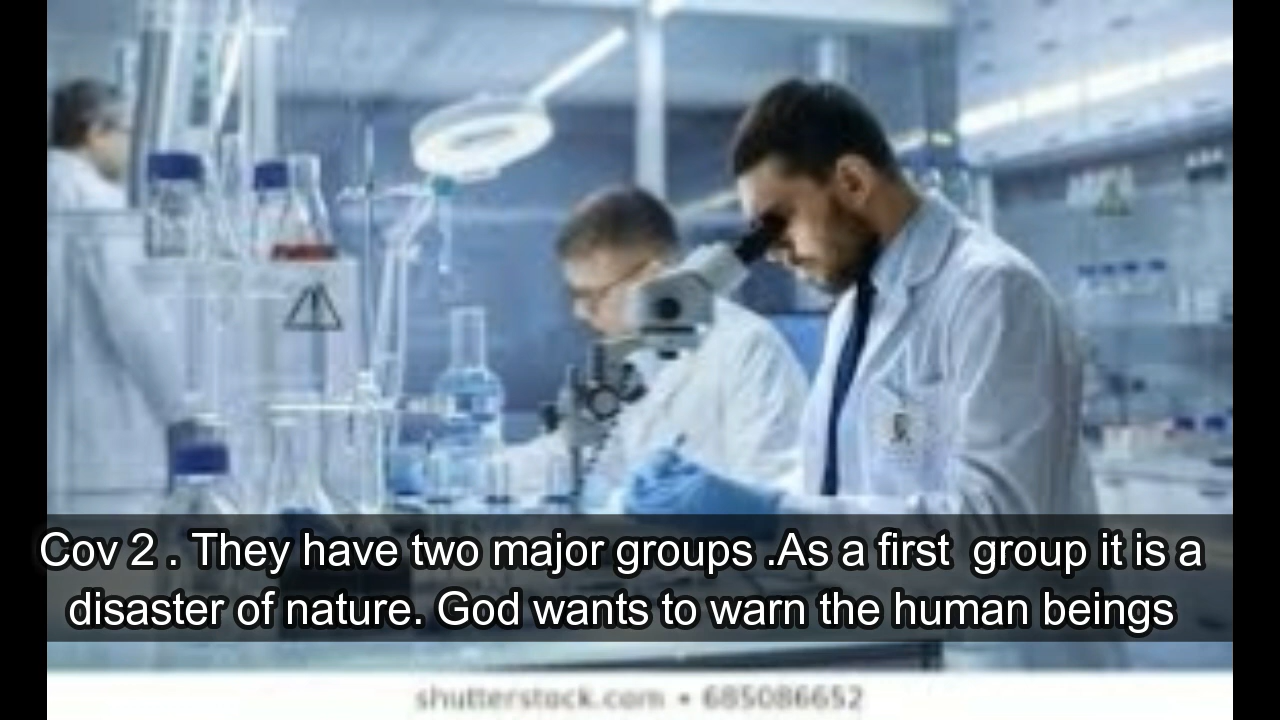 Cov 2 . They have two major groups .As a first  group it is a
disaster of nature. God wants to warn the human beings
shutterstock.com • 685086652